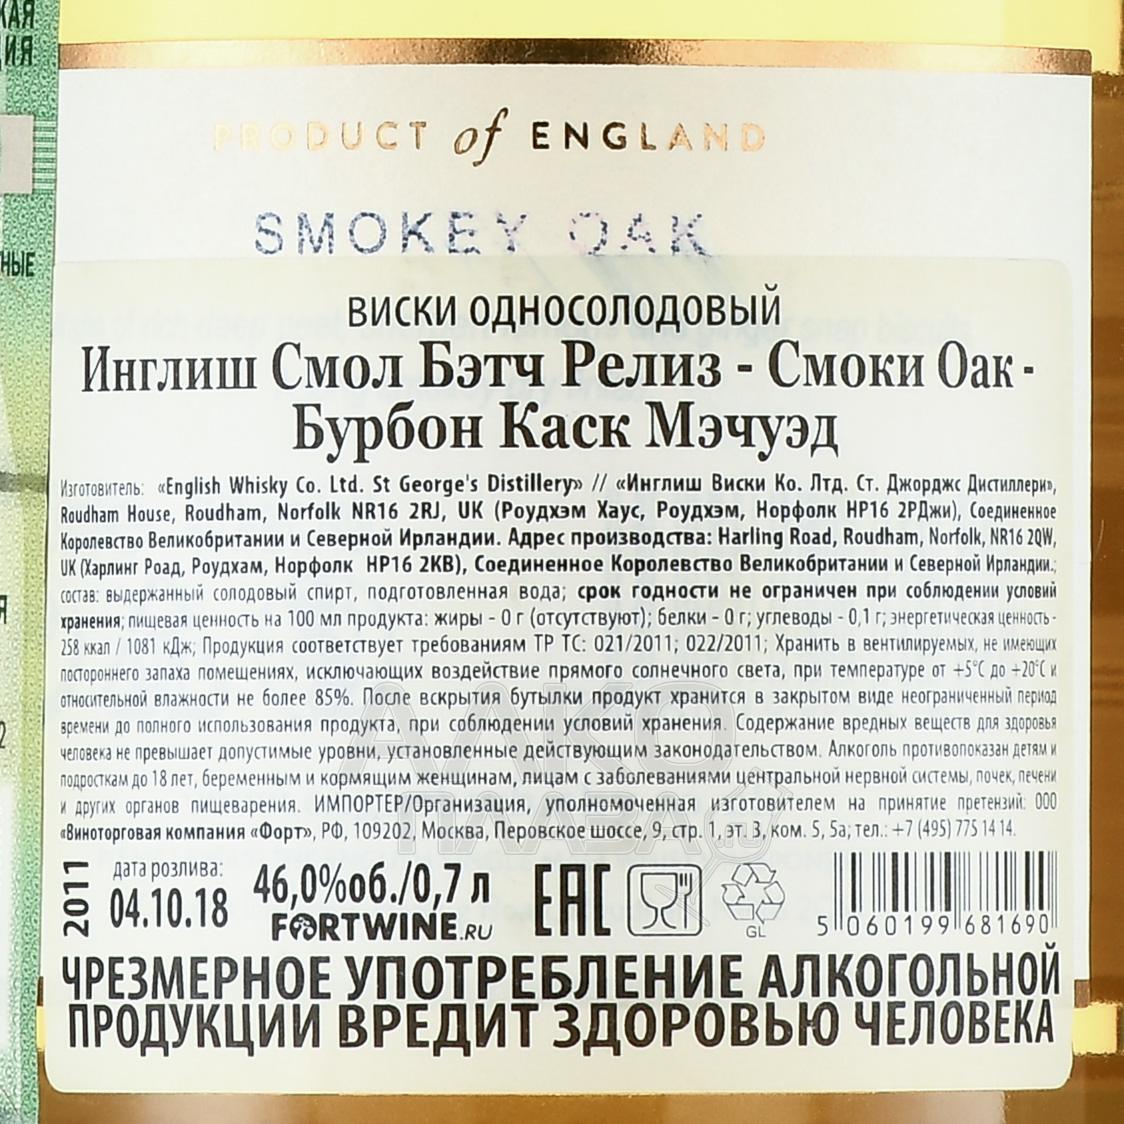 PRODUCT of ENGLAND
SMOKEY OAK
ВИСКИ ОДНОСОЛОДОВЫЙ
Инглиш Смол Бэтч Релиз - Смоки Оак -
Бурбон Каск Мэчуэд
Изготовитель: «English Whisky Co. Ltd. St George's Distillery» // «Инглиш Виски Ко. Лтд. Ст. Джорджс Дистиллери»,
Roudham House, Roudham, Norfolk NR16 2RJ, UK (Роудхэм Хаус, Роудхэм, Норфолк НР16 2РДжи), Соединенное
Королевство Великобритании и Северной Ирландии. Адрес производства: Harling Road, Roudham, Norfolk, NR16 2QW,
UK (Харлинг Роад, Роудхам, Норфолк НР16 2КВ), Соединенное Королевство Великобритании и Северной Ирландии.;
состав: выдержанный солодовый спирт, подготовленная вода; срок годности не ограничен при соблюдении условий
хранения; пищевая ценность на 100 мл продукта: жиры - 0 г (отсутствуют); белки - 0 г; углеводы - 0,1 г; энергетическая ценность -
258 ккал / 1081 кДж; Продукция соответствует требованиям ТР ТС: 021/2011; 022/2011; Хранить в вентилируемых, не имеющих
постороннего запаха помещениях, исключающих воздействие прямого солнечного света, при температуре от +5°С до +20°С и
относительной влажности не более 85%. После вскрытия бутылки продукт хранится в закрытом виде неограниченный период
времени до полного использования продукта, при соблюдении условий хранения. Содержание вредных веществ для здоровья
человека не превышает допустимые уровни, установленные действующим законодательством. Алкоголь противопоказан детям и
подросткам до 18 лет, беременным и кормящим женщинам, лицам с заболеваниями центральной нервной системы, почек, печени
и других органов пищеварения. ИМПОРТЕР/Организация, уполномоченная изготовителем на принятие претензий: ООО
«Виноторговая компания «Форт», РФ, 109202, Москва, Перовское шоссе, 9, стр. 1, эт. 3, ком. 5, 5а; тел.: +7 (495) 775 14 14.
2011
дата розлива:
04.10.18
46,0%об./0,7 л
FORTWINE.RU
EAC
GL
5 060199 681690
ЧРЕЗМЕРНОЕ УПОТРЕБЛЕНИЕ АЛКОГОЛЬНОЙ
ПРОДУКЦИИ ВРЕДИТ ЗДОРОВЬЮ ЧЕЛОВЕКА